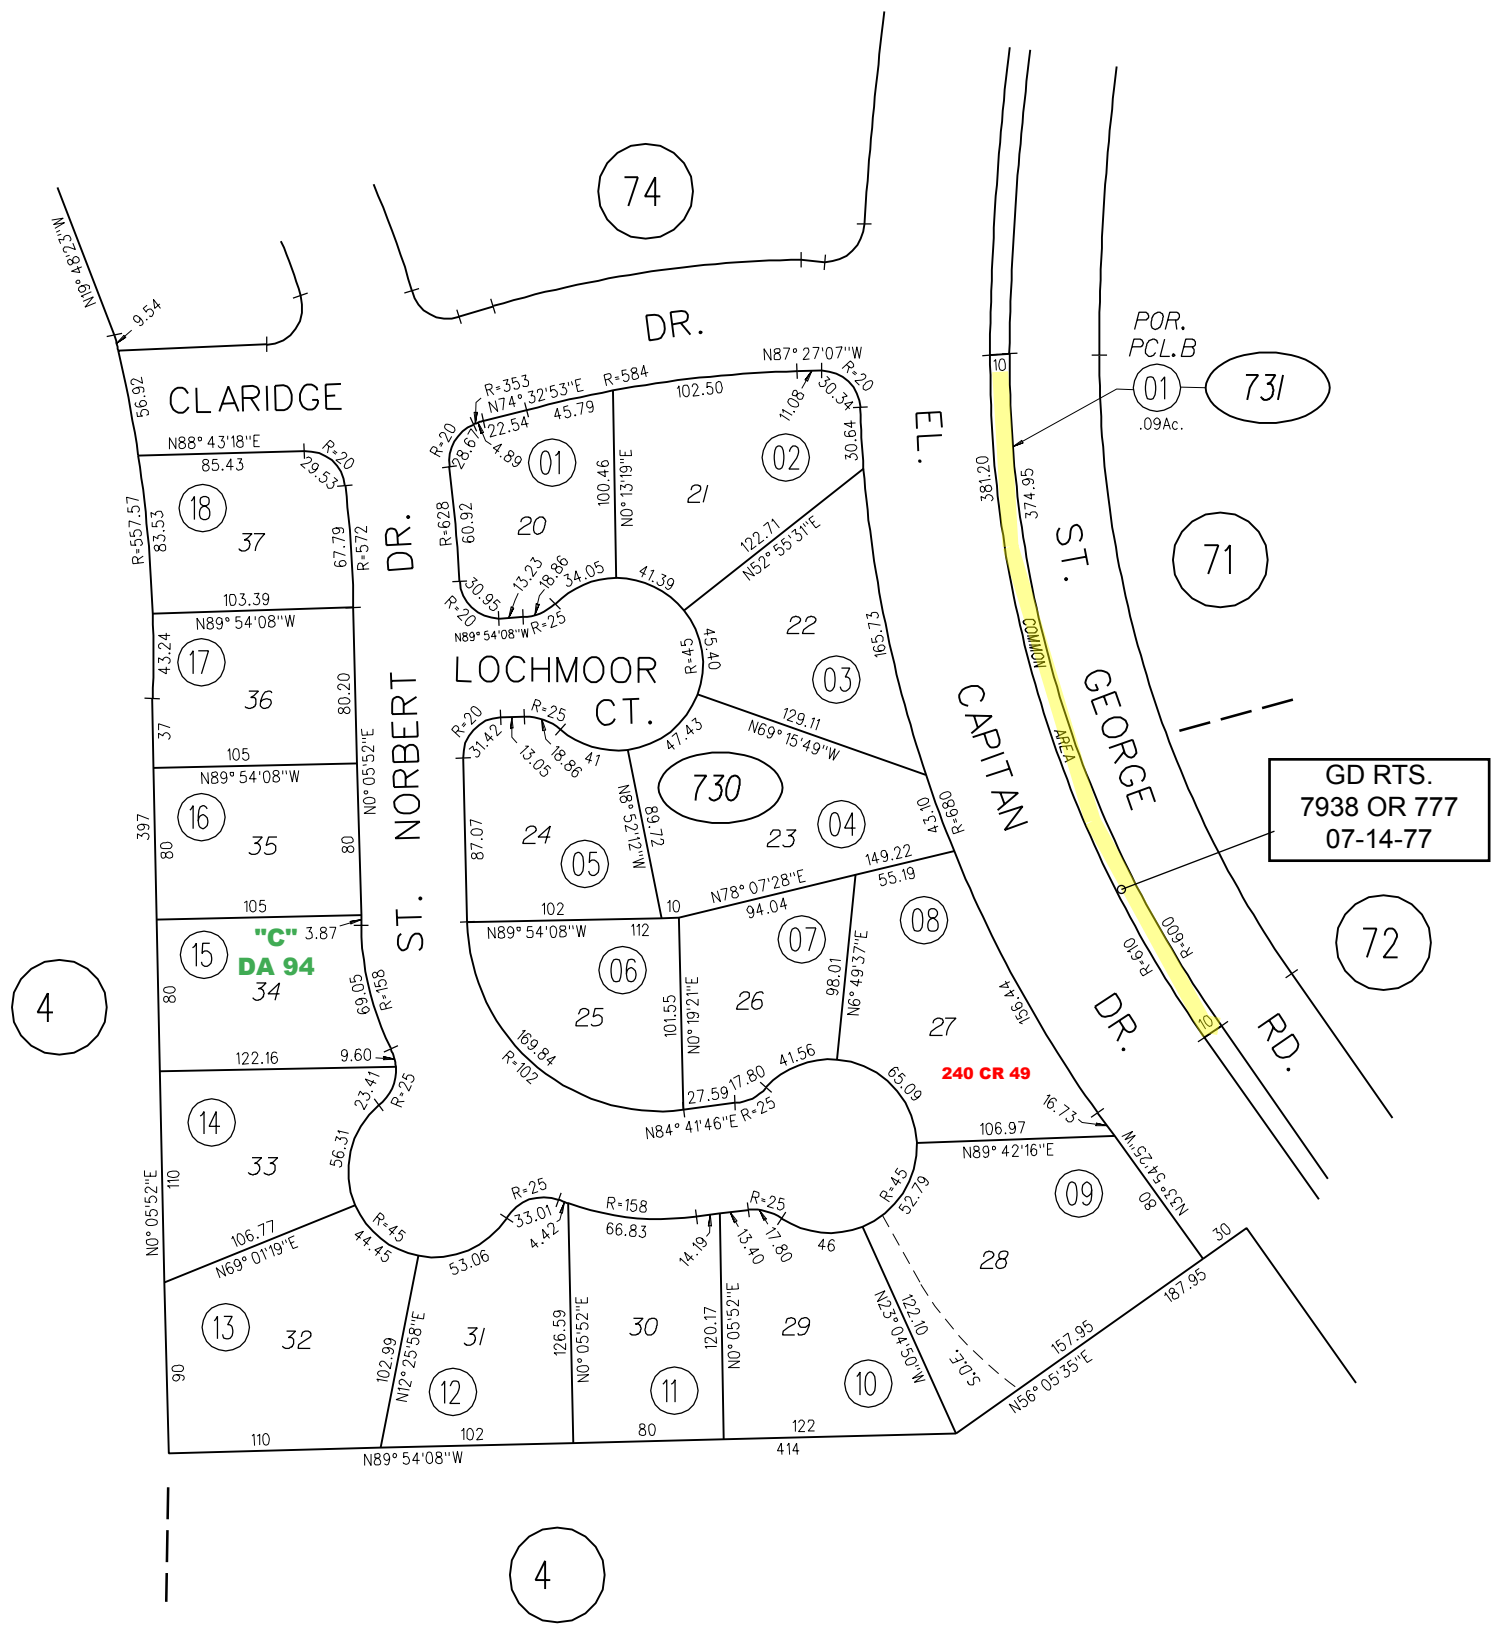 74
N19° 48'23"W
9.54
DR.
POR.
PCL.B
01
731
.09Ac.
CLARIDGE
56.92
N88° 43'18"E
85.43
R=20
29.53
18
37
R=557.57
83.53
67.79
R=572
103.39
N89° 54'08"W
43.24
17
36
37
80.20
N0° 05'52"E
105
N89° 54'08"W
16
35
397
80
80
105
3.87
15
"C"
DA 94
34
80
69.05
R=158
122.16
9.60
23.41
R=25
14
33
56.31
110
N0° 05'52"E
106.77
N69° 01'19"E
R=45
44.45
13
32
90
110
N89° 54'08"W
102.99
N12° 25'58"E
53.06
31
12
102
R=25
33.01
4.42
R=158
66.83
126.59
N0° 05'52"E
30
11
80
14.19
13.40
R=25
17.80
120.17
N0° 05'52"E
29
10
122
414
46
122.10
N23° 04'50"W
S.D.E.
28
157.95
N56° 05'35"E
187.95
30
09
80
N33° 54'25"W
106.97
N89° 42'16"E
16.73
R=45
52.79
65.09
240 CR 49
27
08
156.44
55.19
149.22
98.01
N6° 49'37"E
07
26
41.56
17.80
R=25
27.59
N84° 41'46"E
101.55
N0° 19'21"E
06
25
169.84
R=102
102
N89° 54'08"W
112
10
N78° 07'28"E
94.04
87.07
24
05
89.72
N8° 52'12"W
730
23
04
43.10
R=680
129.11
N69° 15'49"W
47.43
41
R=25
18.86
13.05
R=20
31.42
LOCHMOOR
CT.
R=45
45.40
22
03
165.73
122.71
N52° 55'31"E
41.39
34.05
18.86
13.23
R=25
N89° 54'08"W
30.95
R=20
R=628
60.92
20
01
100.46
N0° 13'19"E
21
02
30.64
R=20
28.67
4.89
22.54
R=353
N74° 32'53"E
45.79
R=584
102.50
N87° 27'07"W
11.08
30.34
R=20
ST. NORBERT DR.
EL. CAPITAN DR.
ST. GEORGE RD.
10
381.20
374.95
COMMON AREA
R=610
R=600
10
71
GD RTS.
7938 OR 777
07-14-77
72
4
4